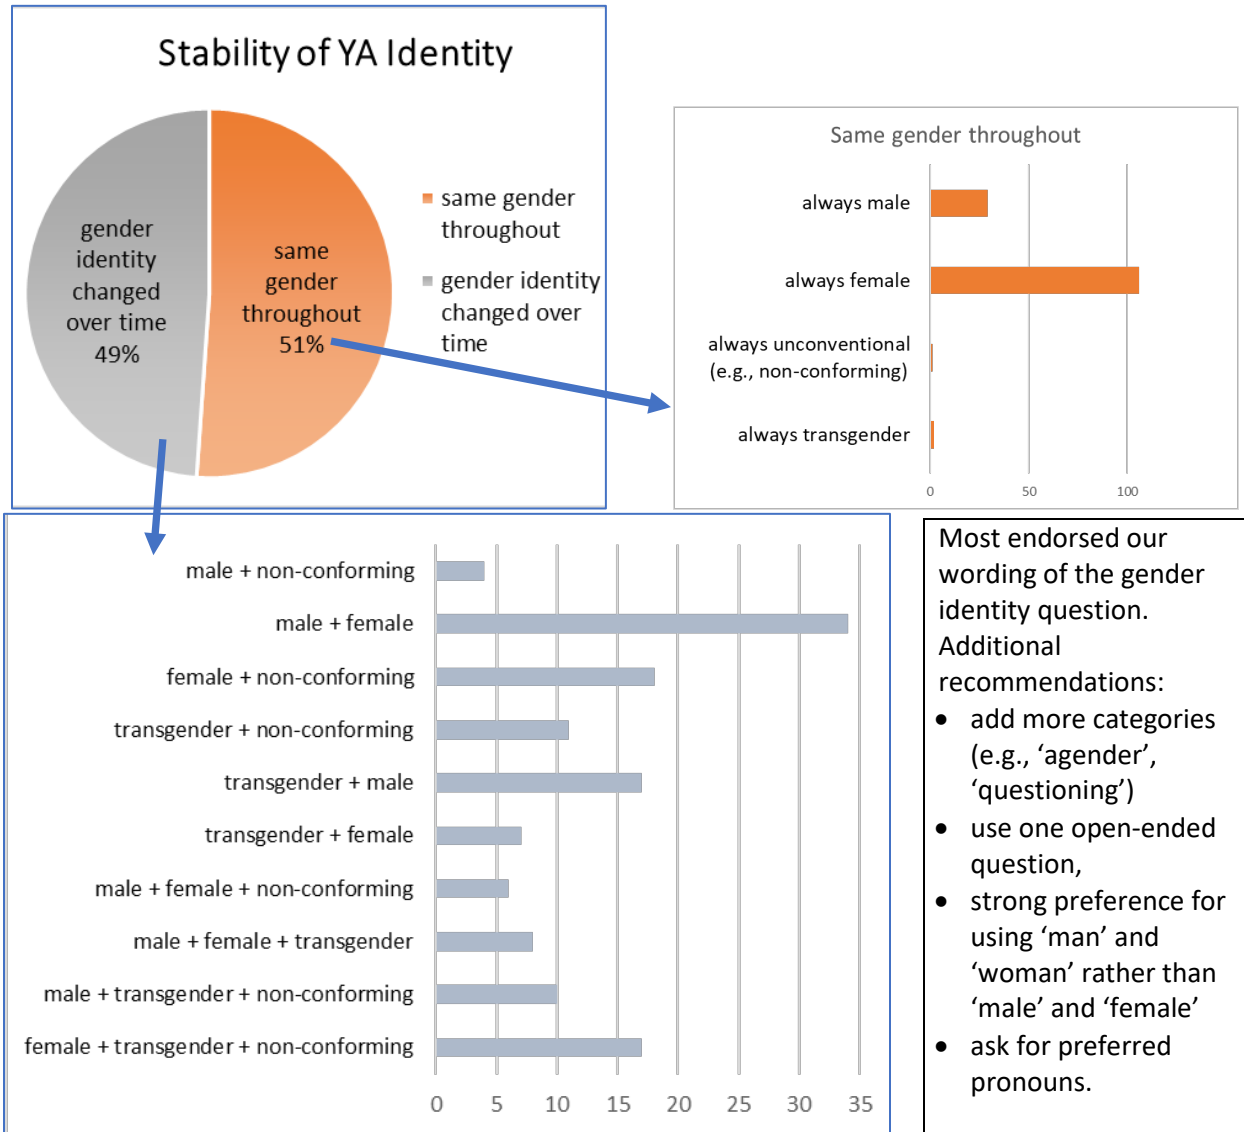 Stability of YA Identity
gender
identity
changed
over time
49%
same
gender
throughout
51%
same gender
throughout
gender identity
changed over
time
Same gender throughout
always male
always female
always unconventional
(e.g., non-conforming)
always transgender
0 50 100
male + non-conforming
male + female
female + non-conforming
transgender + non-conforming
transgender + male
transgender + female
male + female + non-conforming
male + female + transgender
male + transgender + non-conforming
female + transgender + non-conforming
0 5 10 15 20 25 30 35
Most endorsed our
wording of the gender
identity question.
Additional
recommendations:
• add more categories
(e.g., ‘agender’,
‘questioning’)
• use one open-ended
question,
• strong preference for
using ‘man’ and
‘woman’ rather than
‘male’ and ‘female’
• ask for preferred
pronouns.